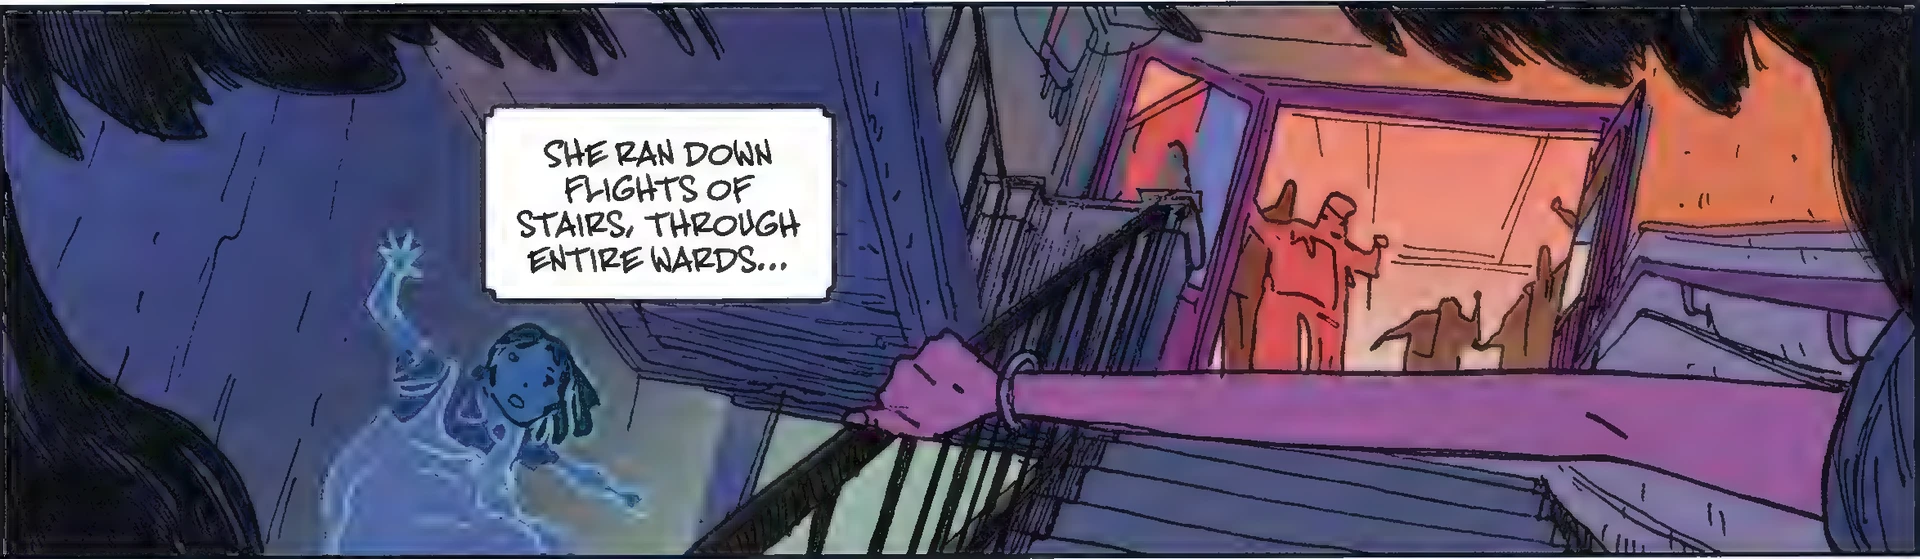 SHE RAN DOWN
FLIGHTS OF
STAIRS, THROUGH
ENTIRE WARDS...